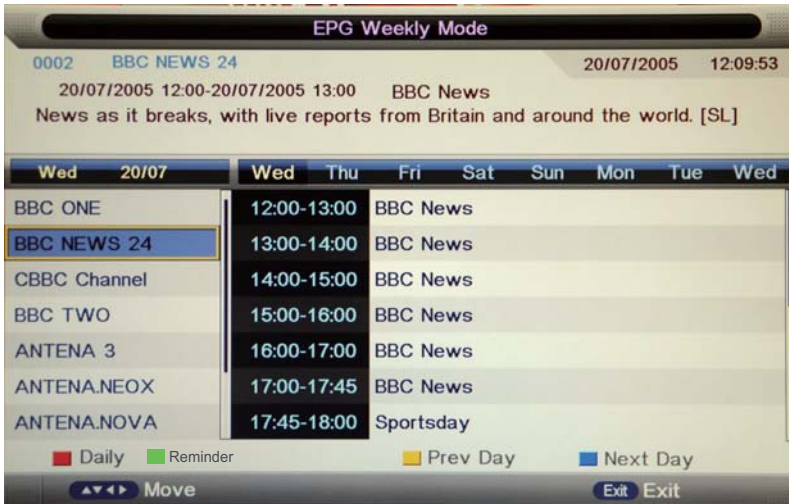 EPG Weekly Mode
0002 BBC NEWS 24 20/07/2005 12:09:53
20/07/2005 12:00-20/07/2005 13:00 BBC News
News as it breaks, with live reports from Britain and around the world. [SL]
Wed 20/07 Wed Thu Fri Sat Sun Mon Tue Wed
BBC ONE 12:00-13:00 BBC News
BBC NEWS 24 13:00-14:00 BBC News
CBBC Channel 14:00-15:00 BBC News
BBC TWO 15:00-16:00 BBC News
ANTENA 3 16:00-17:00 BBC News
ANTENA.NEOX 17:00-17:45 BBC News
ANTENA.NOVA 17:45-18:00 Sportsday
Daily Reminder Prev Day Next Day
Move Exit Exit